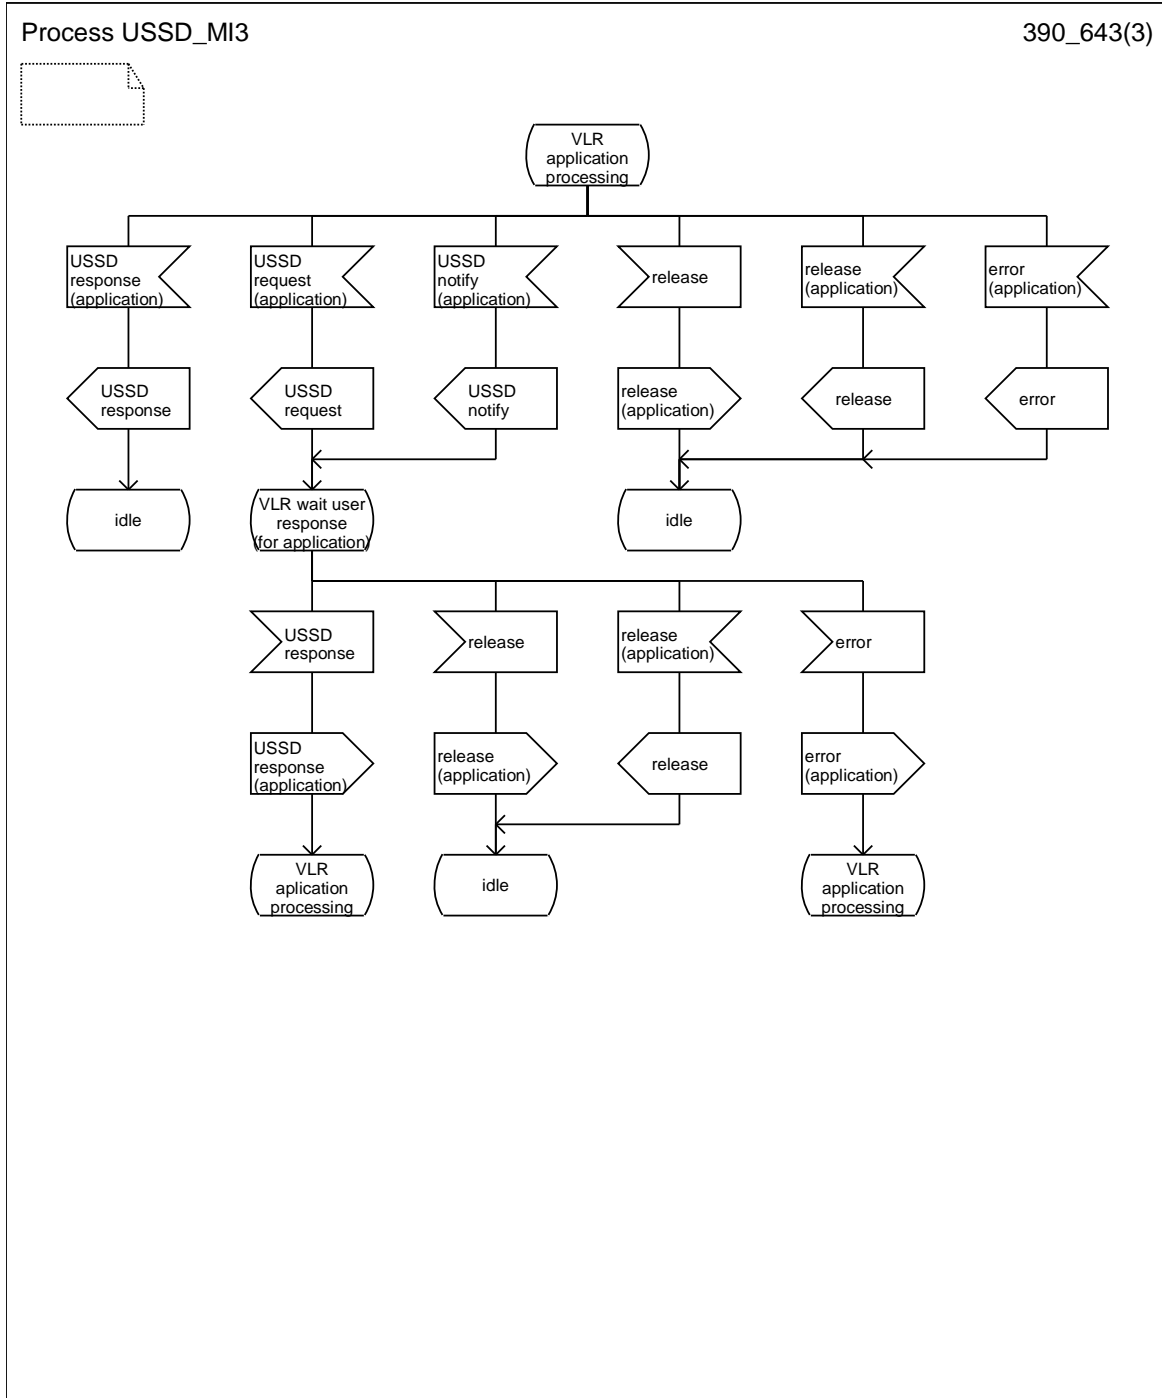 Process USSD_MI3
390_643(3)
VLR
application
processing
USSD
response
(application)
USSD
request
(application)
USSD
notify
(application)
release
release
(application)
error
(application)
USSD
response
USSD
request
USSD
notify
release
(application)
release
error
idle
VLR wait user
response
(for application)
idle
USSD
response
release
release
(application)
error
USSD
response
(application)
release
(application)
release
error
(application)
VLR
aplication
processing
idle
VLR
application
processing